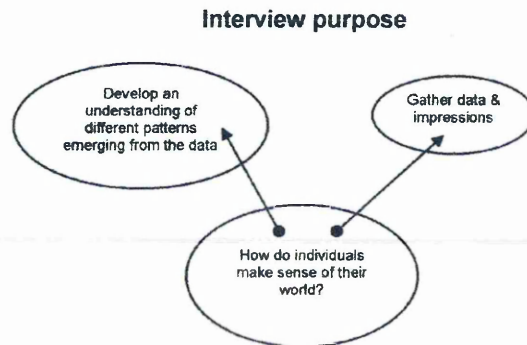 Interview purpose
Develop an
understanding of
different patterns
emerging from the data
Gather data &
impressions
How do individuals
make sense of their
world?